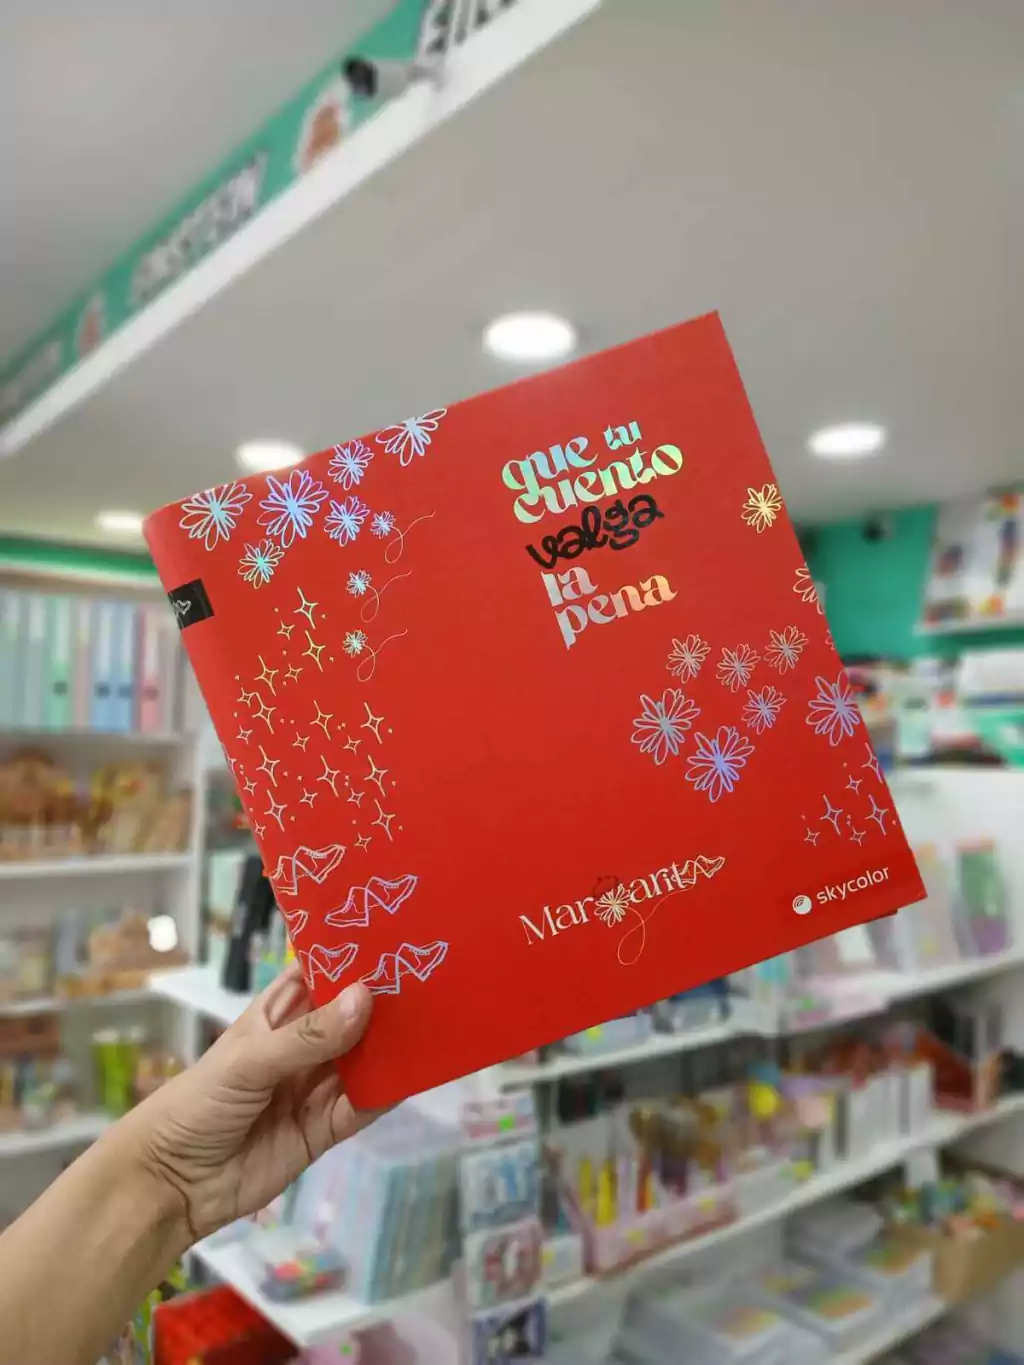 que tu
cuento
valga
la
pena
Margarita
skycolor